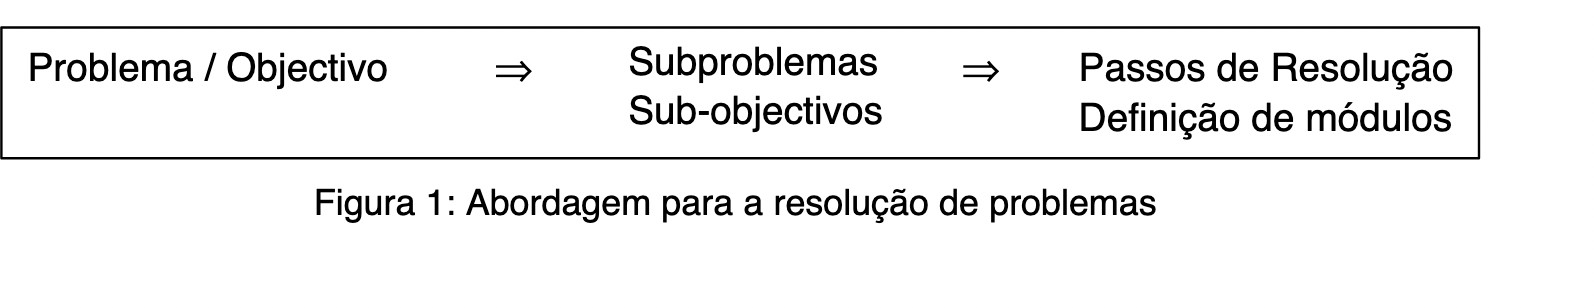 Problema / Objectivo ⇒ Subproblemas ⇒ Passos de Resolução
Sub-objectivos Definição de módulos
Figura 1: Abordagem para a resolução de problemas